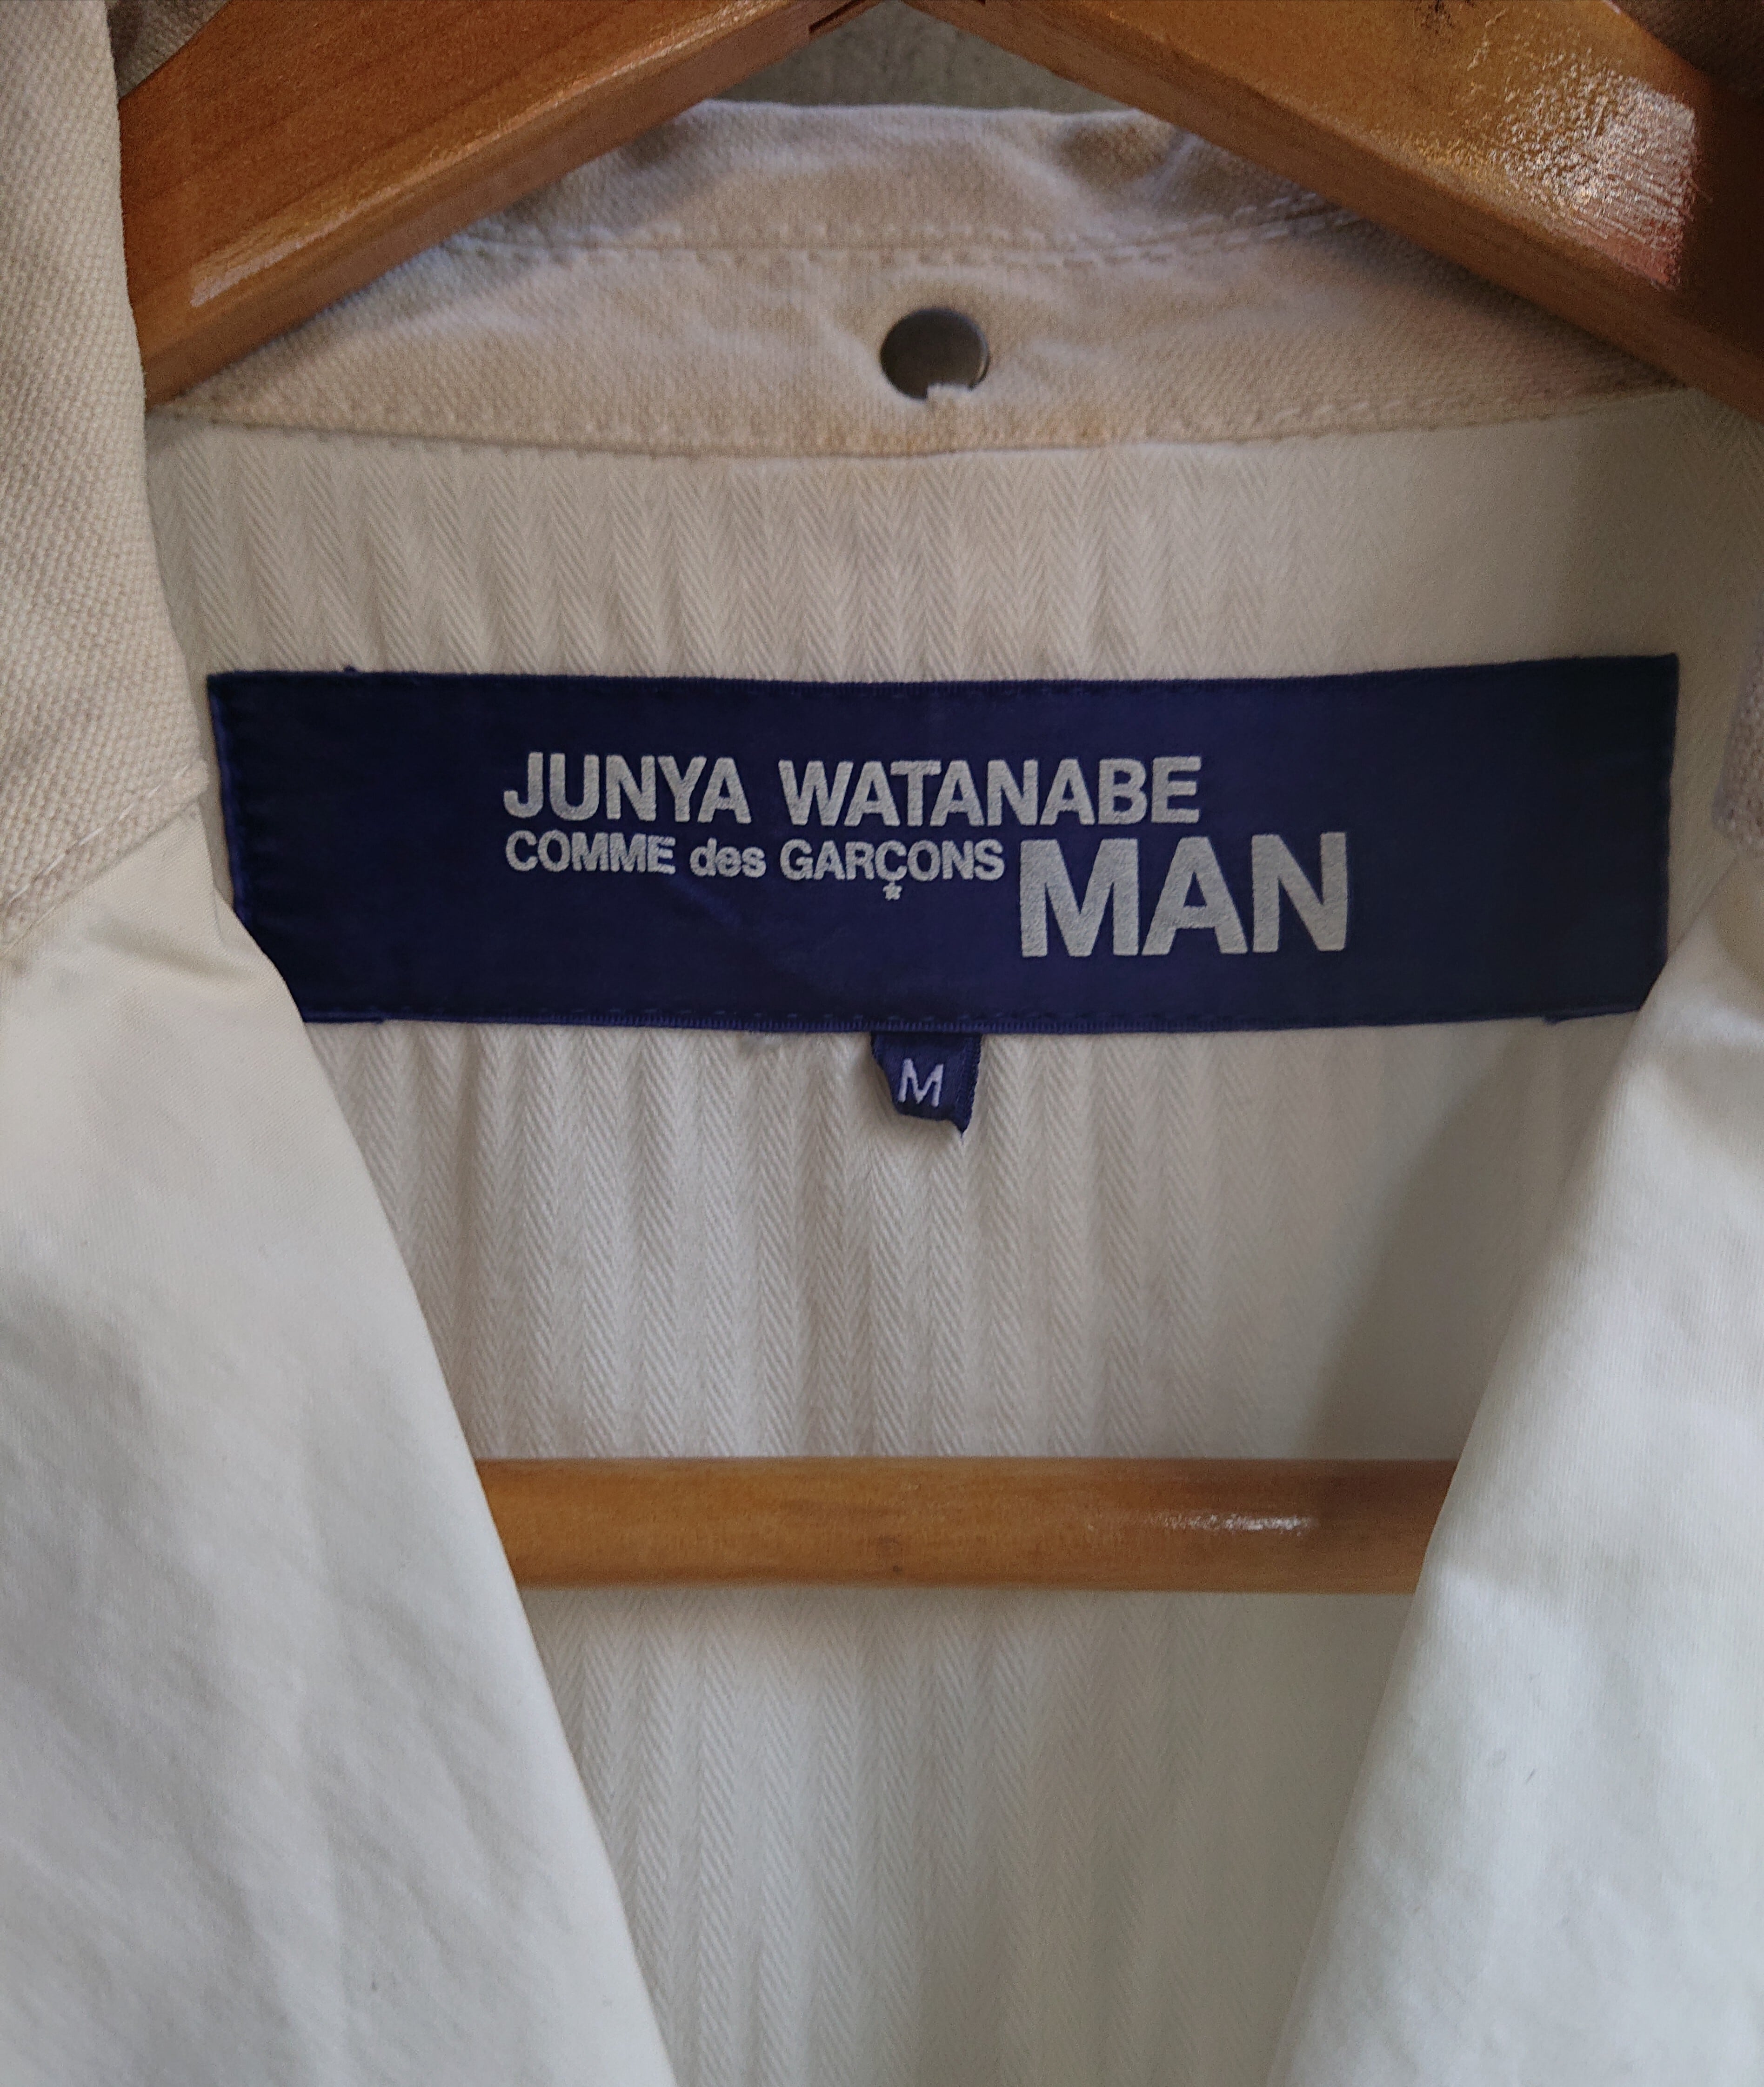 JUNYA WATANABE
COMME des GARÇONS MAN
M